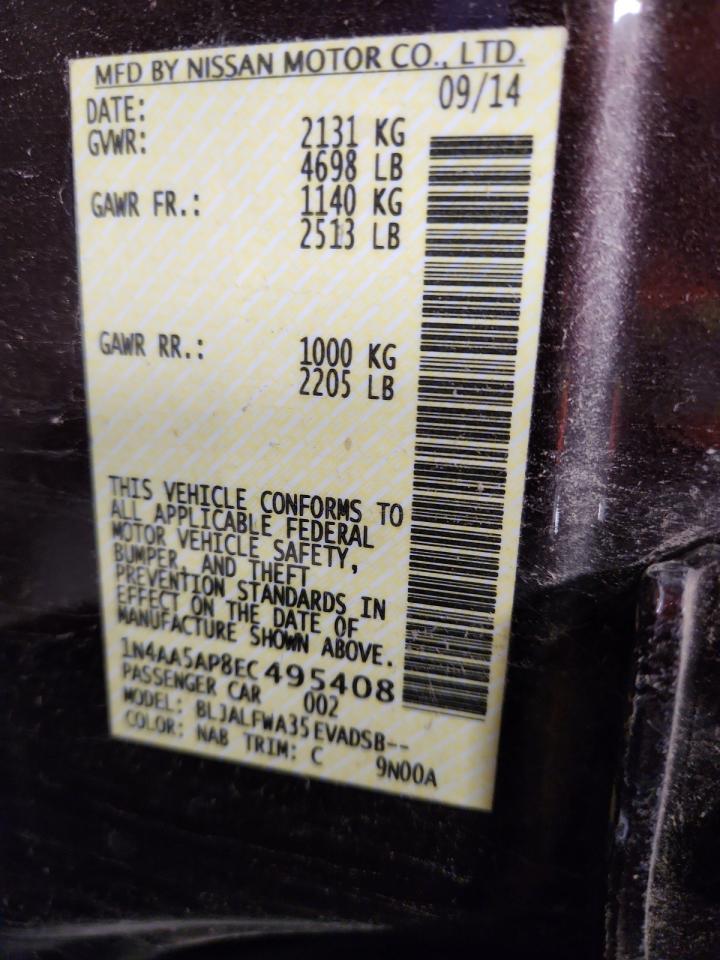 MFD BY NISSAN MOTOR CO., LTD.
DATE: 09/14
GVWR: 2131 KG
4698 LB
GAWR FR.: 1140 KG
2513 LB
GAWR RR.: 1000 KG
2205 LB
THIS VEHICLE CONFORMS TO
ALL APPLICABLE FEDERAL
MOTOR VEHICLE SAFETY,
BUMPER, AND THEFT
PREVENTION STANDARDS IN
EFFECT ON THE DATE OF
MANUFACTURE SHOWN ABOVE.
1N4AA5AP8EC495408
PASSENGER CAR 002
MODEL: BLJALFWA35EVADSB--
COLOR: NAB TRIM: C 9N00A